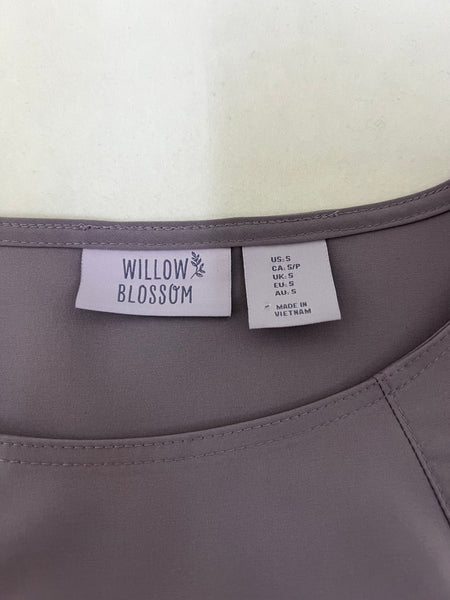 WILLOW
BLOSSOM
US: S
CA: S/P
UK: S
EU: S
AU: S
MADE IN
VIETNAM